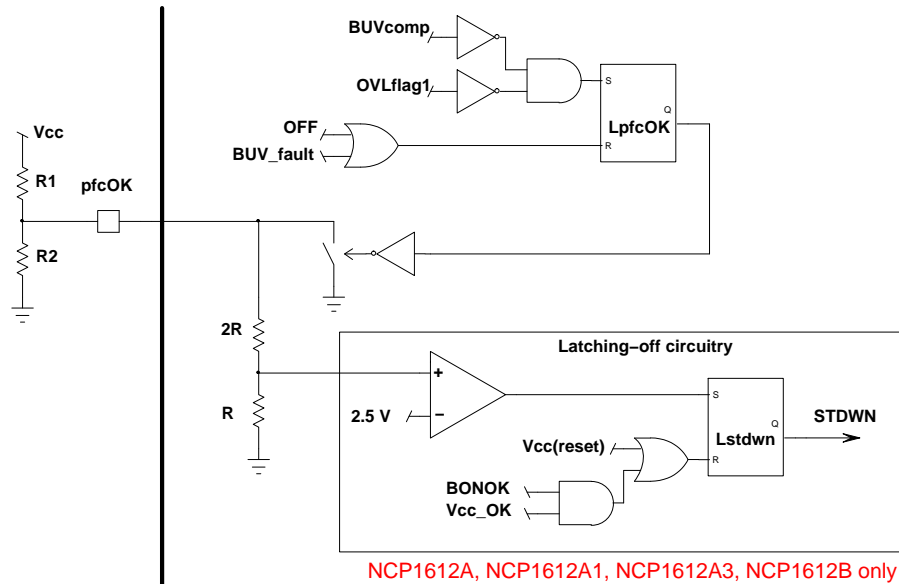 BUVcomp
OVLflag1
S
Q
LpfcOK
R
OFF
BUV_fault
Vcc
R1
pfcOK
R2
2R
R
Latching−off circuitry
+
−
2.5 V
S
Q
STDWN
Lstdwn
R
Vcc(reset)
BONOK
Vcc_OK
NCP1612A, NCP1612A1, NCP1612A3, NCP1612B only